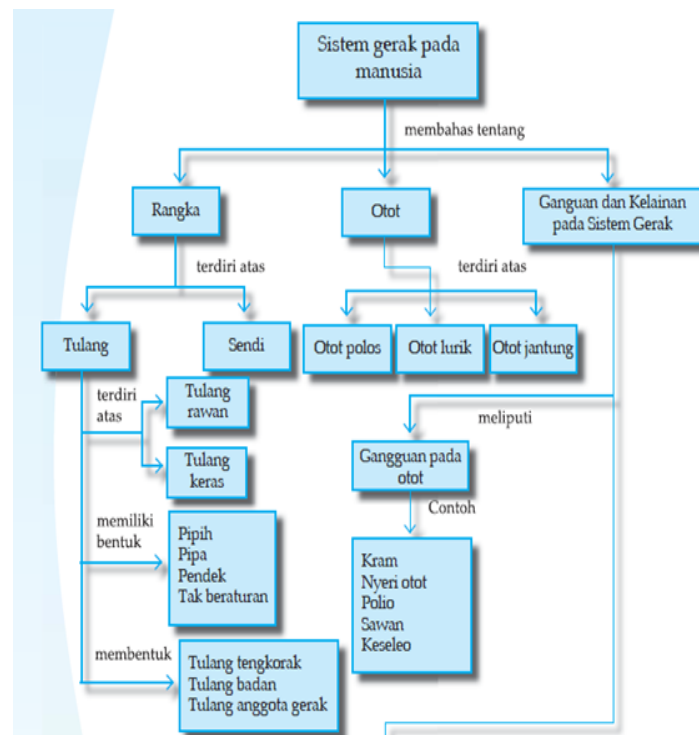 Sistem gerak pada
manusia
membahas tentang
Rangka
Otot
Ganguan dan Kelainan
pada Sistem Gerak
terdiri atas
terdiri atas
Tulang
Sendi
Otot polos
Otot lurik
Otot jantung
terdiri
atas
Tulang
rawan
Tulang
keras
meliputi
Gangguan pada
otot
Contoh
memiliki
bentuk
Pipih
Pipa
Pendek
Tak beraturan
Kram
Nyeri otot
Polio
Sawan
Keseleo
membentuk
Tulang tengkorak
Tulang badan
Tulang anggota gerak